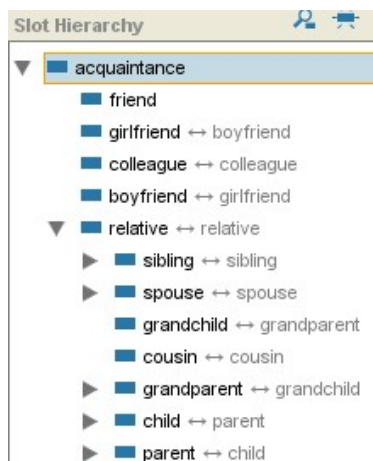 Slot Hierarchy
acquaintance
friend
girlfriend ↔ boyfriend
colleague ↔ colleague
boyfriend ↔ girlfriend
relative ↔ relative
sibling ↔ sibling
spouse ↔ spouse
grandchild ↔ grandparent
cousin ↔ cousin
grandparent ↔ grandchild
child ↔ parent
parent ↔ child